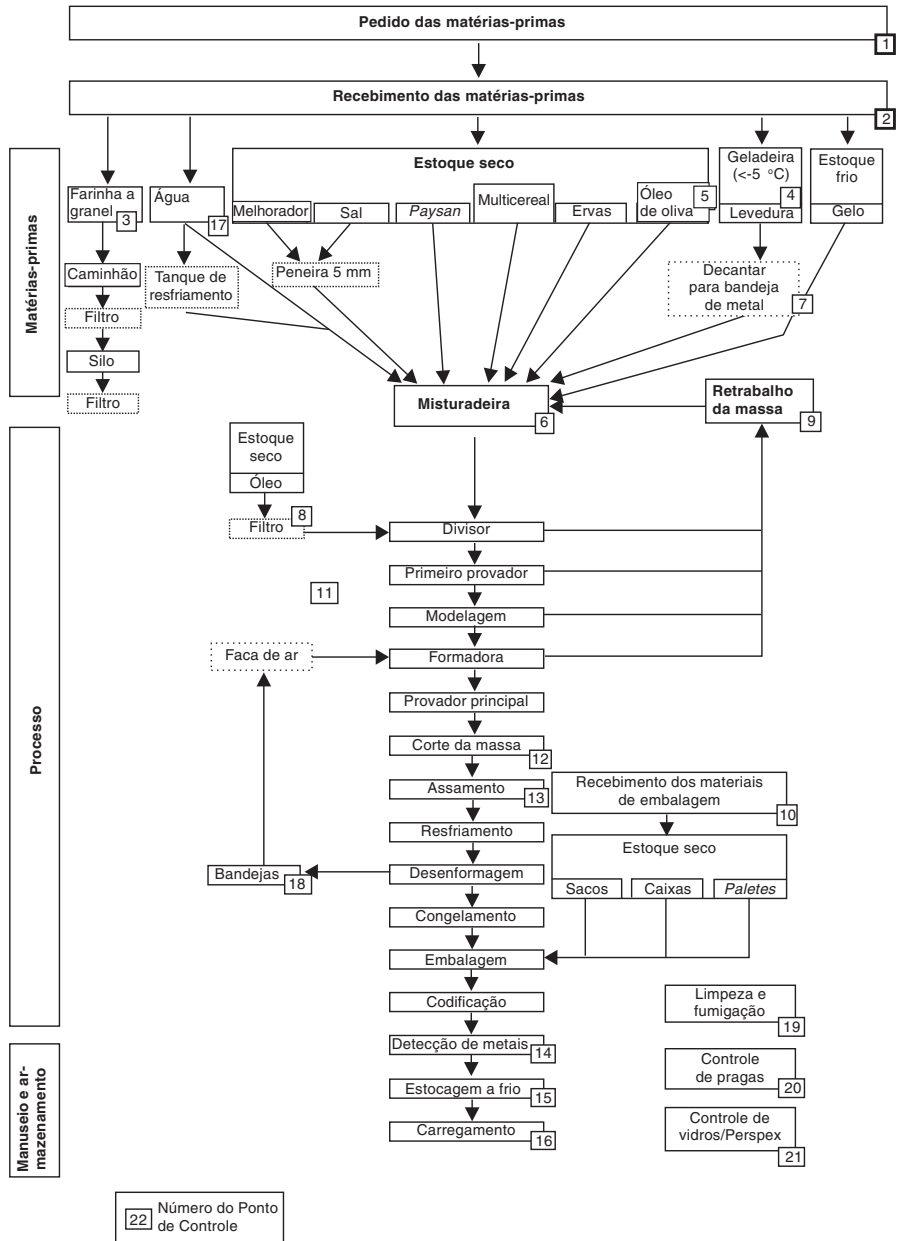 Pedido das matérias-primas
1
Recebimento das matérias-primas
2
Matérias-primas
Farinha a
granel
3
Água
17
Estoque seco
Melhorador
Sal
Paysan
Multicereal
Ervas
Óleo
de oliva
5
Geladeira
(<-5 °C)
4
Levedura
Estoque
frio
Gelo
Caminhão
Filtro
Silo
Filtro
Tanque de
resfriamento
Peneira 5 mm
Decantar
para bandeja
de metal
7
Misturadeira
6
Retrabalho
da massa
9
Processo
Estoque
seco
Óleo
8
Filtro
Divisor
Primeiro provador
11
Modelagem
Faca de ar
Formadora
Provador principal
Corte da massa
12
Assamento
13
Recebimento dos materiais
de embalagem
10
Resfriamento
Estoque seco
Sacos
Caixas
Paletes
Bandejas
18
Desenformagem
Congelamento
Embalagem
Codificação
Limpeza e
fumigação
19
Manuseio e ar-
mazenamento
Detecção de metais
14
Controle
de pragas
20
Estocagem a frio
15
Carregamento
16
Controle de
vidros/Perspex
21
22
Número do Ponto
de Controle